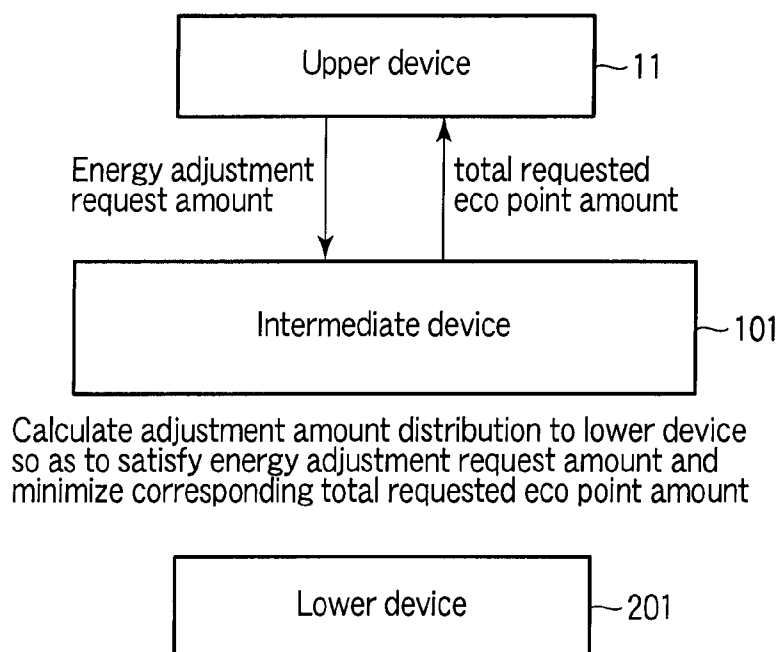 Upper device
11
Energy adjustment
request amount
total requested
eco point amount
Intermediate device
101
Calculate adjustment amount distribution to lower device
so as to satisfy energy adjustment request amount and
minimize corresponding total requested eco point amount
Lower device
201